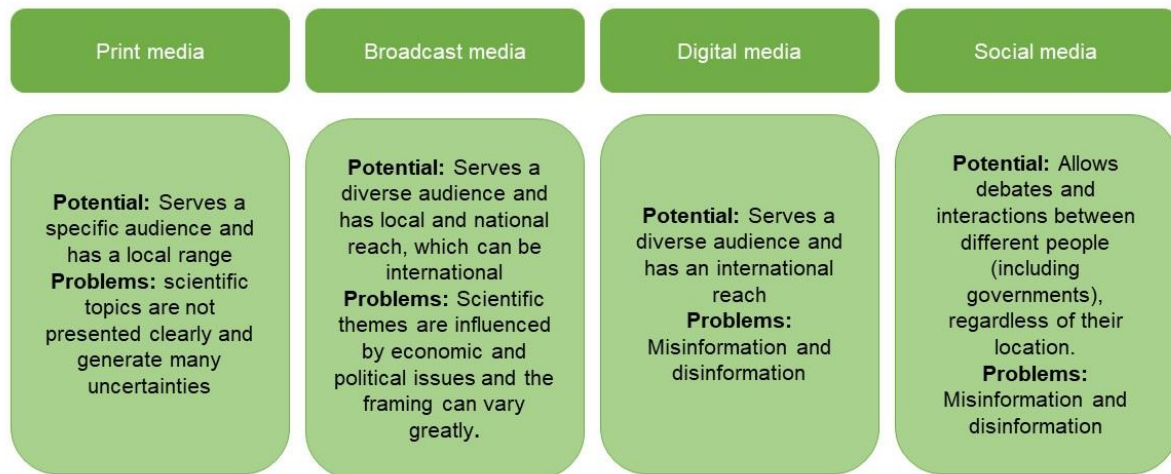 Print media
Potential: Serves a
specific audience and
has a local range
Problems: scientific
topics are not
presented clearly and
generate many
uncertainties
Broadcast media
Potential: Serves a
diverse audience and
has local and national
reach, which can be
international
Problems: Scientific
themes are influenced
by economic and
political issues and the
framing can vary
greatly.
Digital media
Potential: Serves a
diverse audience and
has an international
reach
Problems:
Misinformation and
disinformation
Social media
Potential: Allows
debates and
interactions between
different people
(including
governments),
regardless of their
location.
Problems:
Misinformation and
disinformation